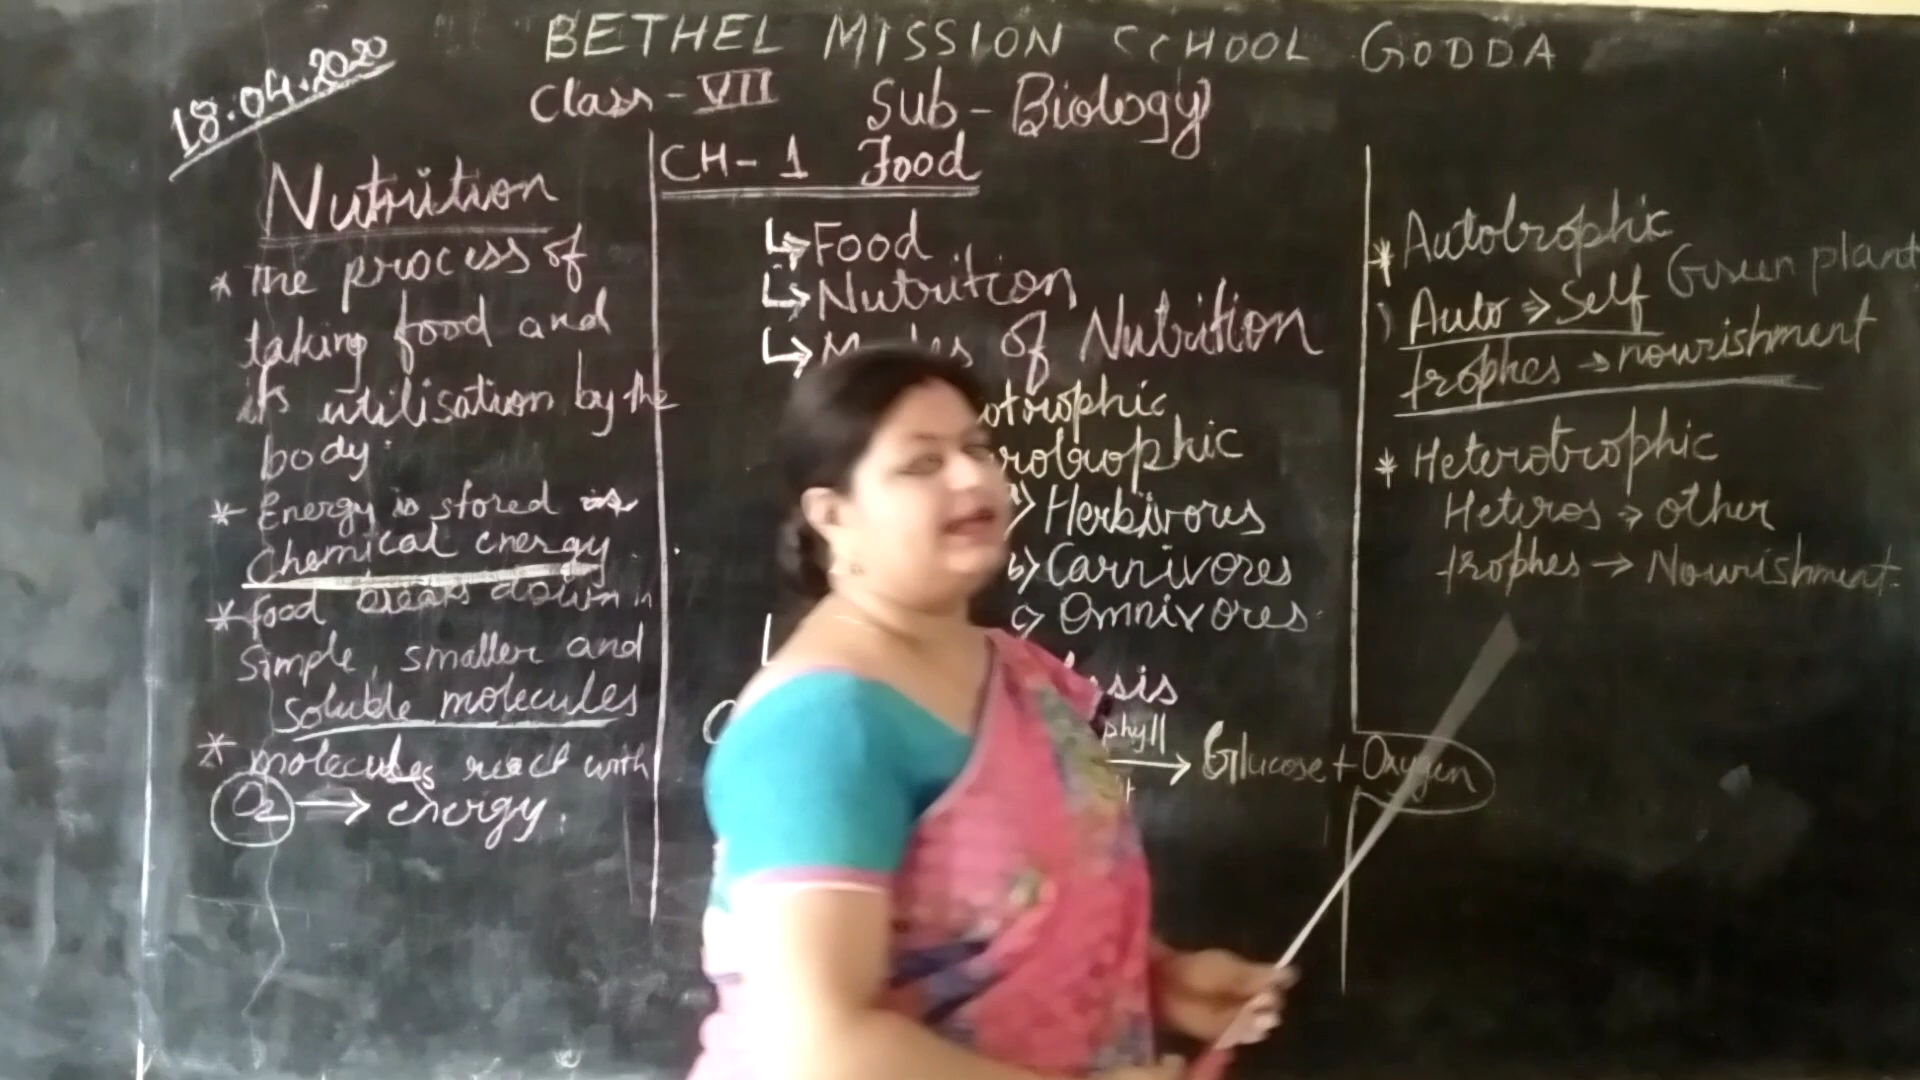 18.04.2020
BETHEL MISSION SCHOOL GODDA
Class - VII Sub - Biology
Nutrition
* The process of
taking food and
its utilisation by the
body.
* Energy is stored is
Chemical energy.
* food breaks down in
simple, smaller and
soluble molecules
* molecules react with
O2 → energy.
CH - 1 Food
↳ Food
↳ Nutrition
↳ of Nutrition
b) Carnivores
c) Omnivores
Herbivores
→ Glucose + Oxygen
* Autotrophic
Green plant
Auto ⇒ Self
trophes → nourishment
* Heterotrophic
Heteros → other
trophes → Nourishment.